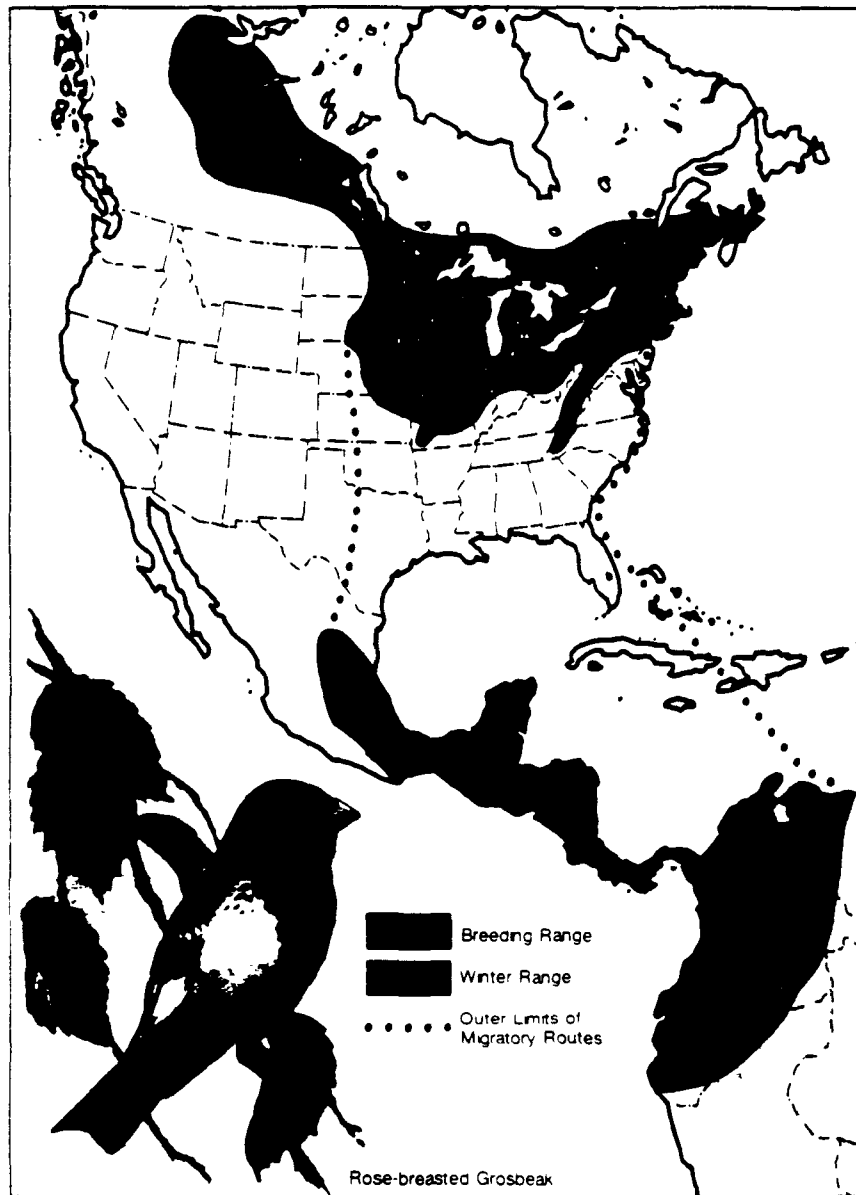 Breeding Range
Winter Range
Outer Limits of
Migratory Routes
Rose-breasted Grosbeak